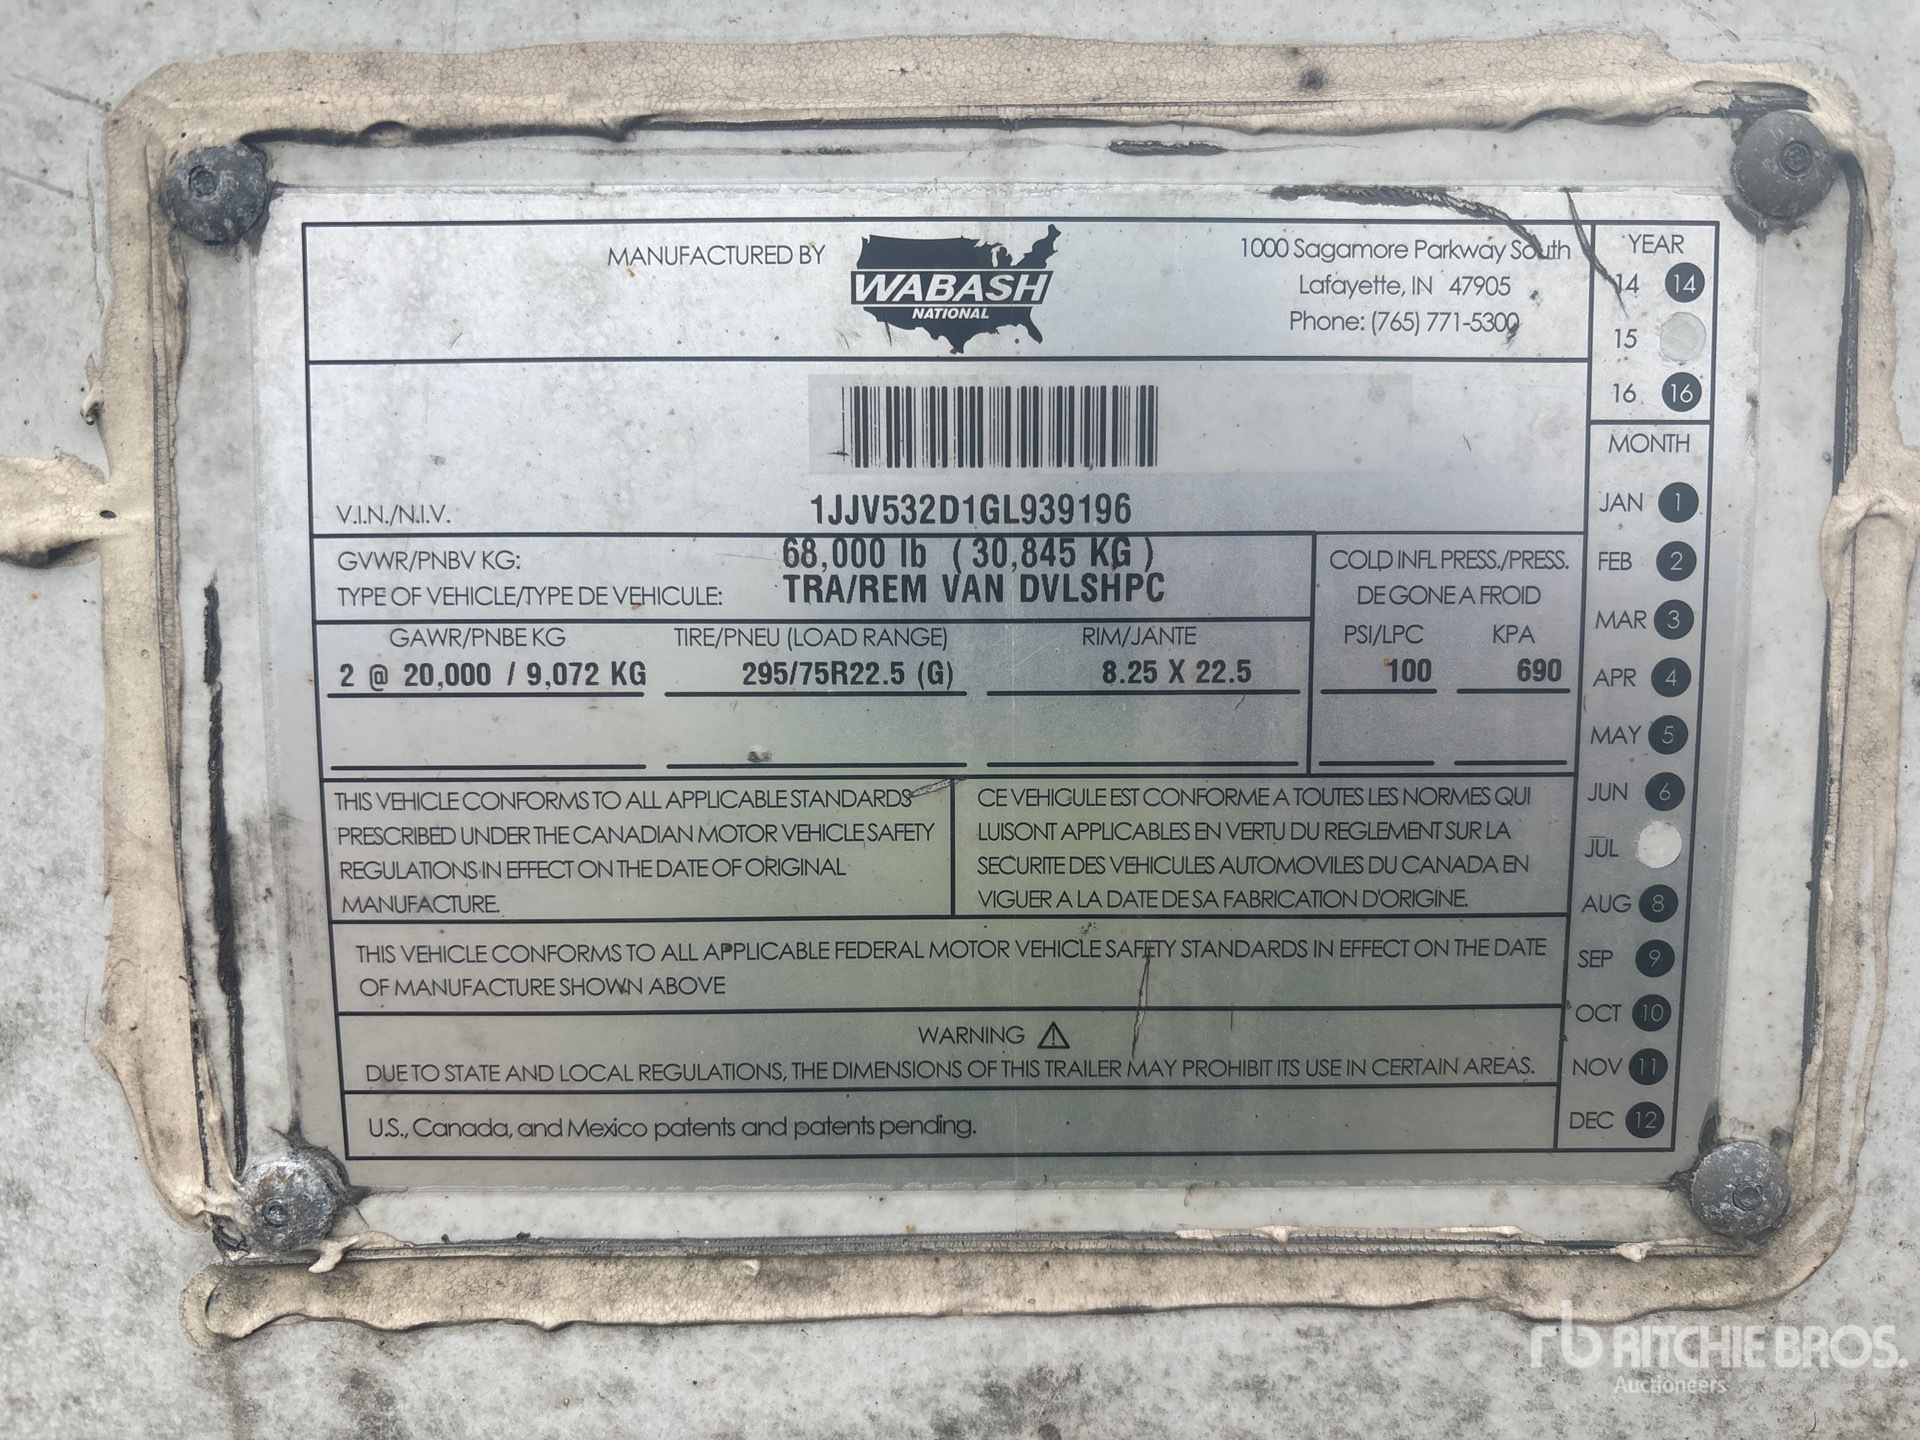 MANUFACTURED BY
WABASH
NATIONAL
1000 Sagamore Parkway South
Lafayette, IN 47905
Phone: (765) 771-5300
YEAR
14 14
15
16 16
V.I.N./N.I.V. 1JJV532D1GL939196
GVWR/PNBV KG: 68,000 lb ( 30,845 KG )
TYPE OF VEHICLE/TYPE DE VEHICULE: TRA/REM VAN DVLSHPC
COLD INFL PRESS./PRESS.
DE GONE A FROID
GAWR/PNBE KG TIRE/PNEU (LOAD RANGE) RIM/JANTE PSI/LPC KPA
2 @ 20,000 / 9,072 KG 295/75R22.5 (G) 8.25 X 22.5 100 690
THIS VEHICLE CONFORMS TO ALL APPLICABLE STANDARDS
PRESCRIBED UNDER THE CANADIAN MOTOR VEHICLE SAFETY
REGULATIONS IN EFFECT ON THE DATE OF ORIGINAL
MANUFACTURE.
CE VEHIGULE EST CONFORME A TOUTES LES NORMES QUI
LUISONT APPLICABLES EN VERTU DU REGLEMENT SUR LA
SECURITE DES VEHICULES AUTOMOVILES DU CANADA EN
VIGUER A LA DATE DE SA FABRICATION D'ORIGINE.
THIS VEHICLE CONFORMS TO ALL APPLICABLE FEDERAL MOTOR VEHICLE SAFETY STANDARDS IN EFFECT ON THE DATE
OF MANUFACTURE SHOWN ABOVE
WARNING
DUE TO STATE AND LOCAL REGULATIONS, THE DIMENSIONS OF THIS TRAILER MAY PROHIBIT ITS USE IN CERTAIN AREAS.
U.S., Canada, and Mexico patents and patents pending.
MONTH
JAN 1
FEB 2
MAR 3
APR 4
MAY 5
JUN 6
JUL
AUG 8
SEP 9
OCT 10
NOV 11
DEC 12
rb RITCHIE BROS.
Auctioneers